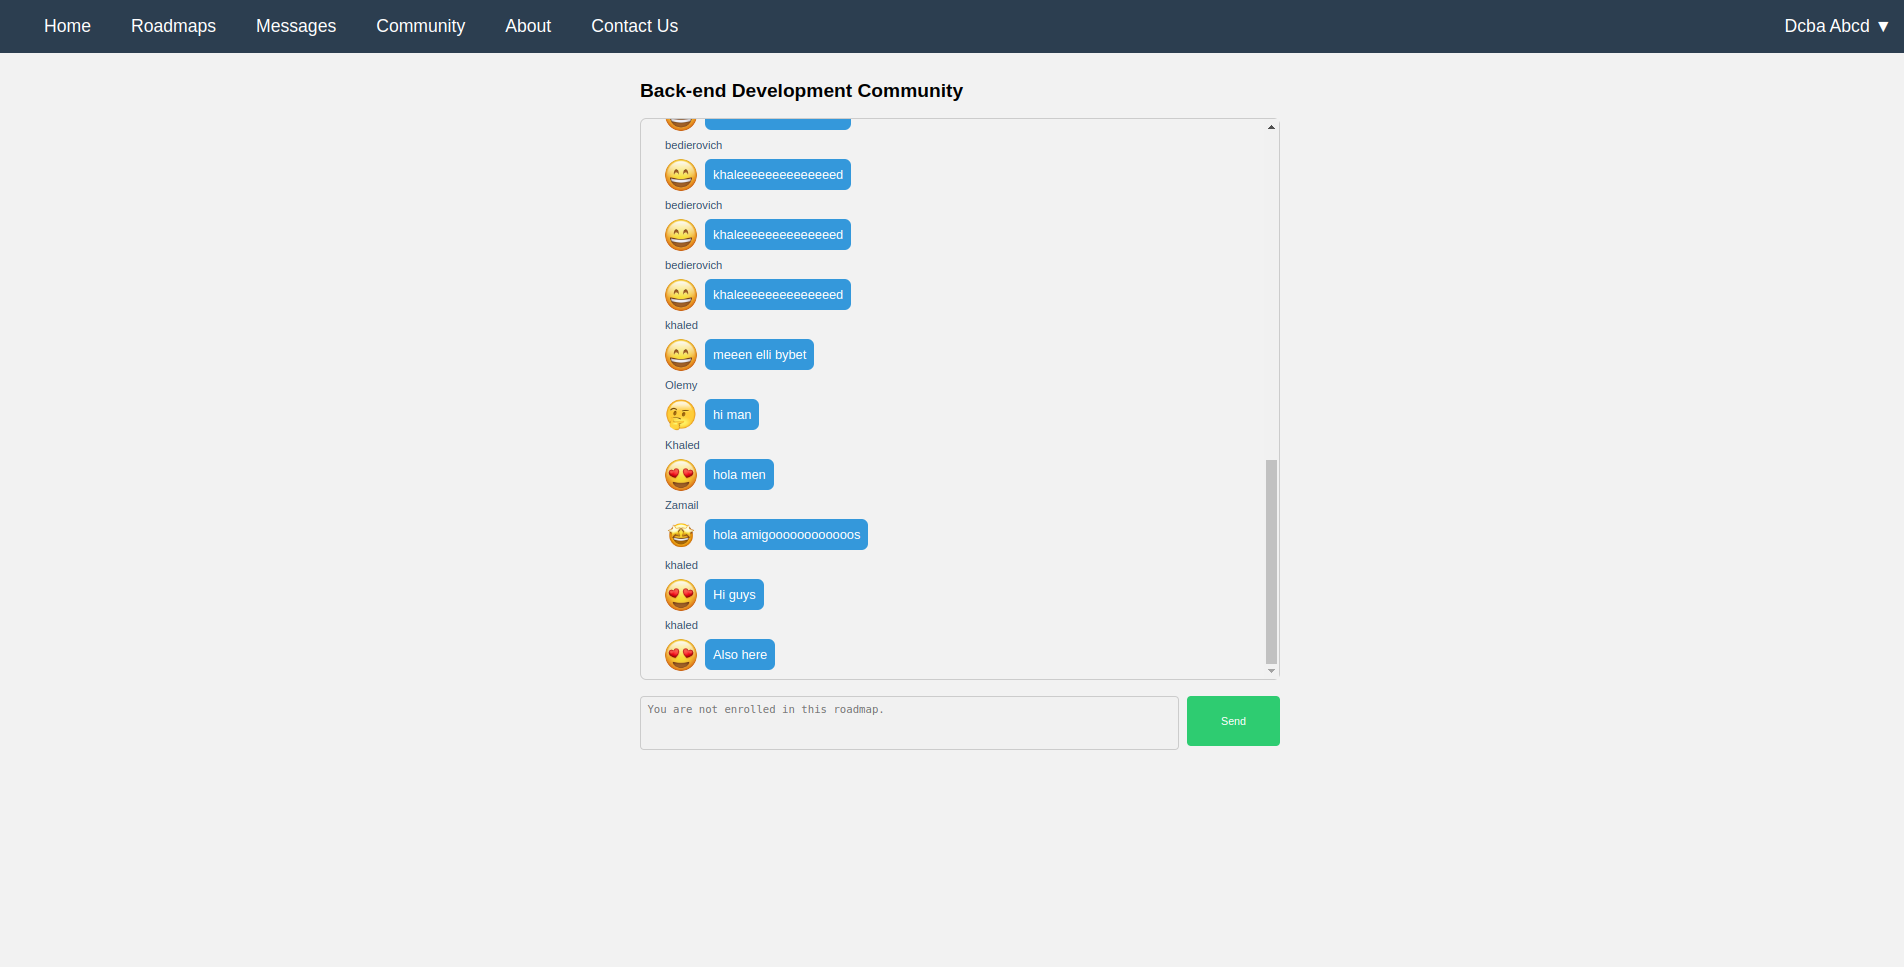 Home Roadmaps Messages Community About Contact Us Dcba Abcd ▼
Back-end Development Community
bedierovich
khaleeeeeeeeeeeeeed
bedierovich
khaleeeeeeeeeeeeeed
bedierovich
khaleeeeeeeeeeeeeed
khaled
meeen elli bybet
Olemy
hi man
Khaled
hola men
Zamail
hola amigoooooooooooos
khaled
Hi guys
khaled
Also here
You are not enrolled in this roadmap.
Send